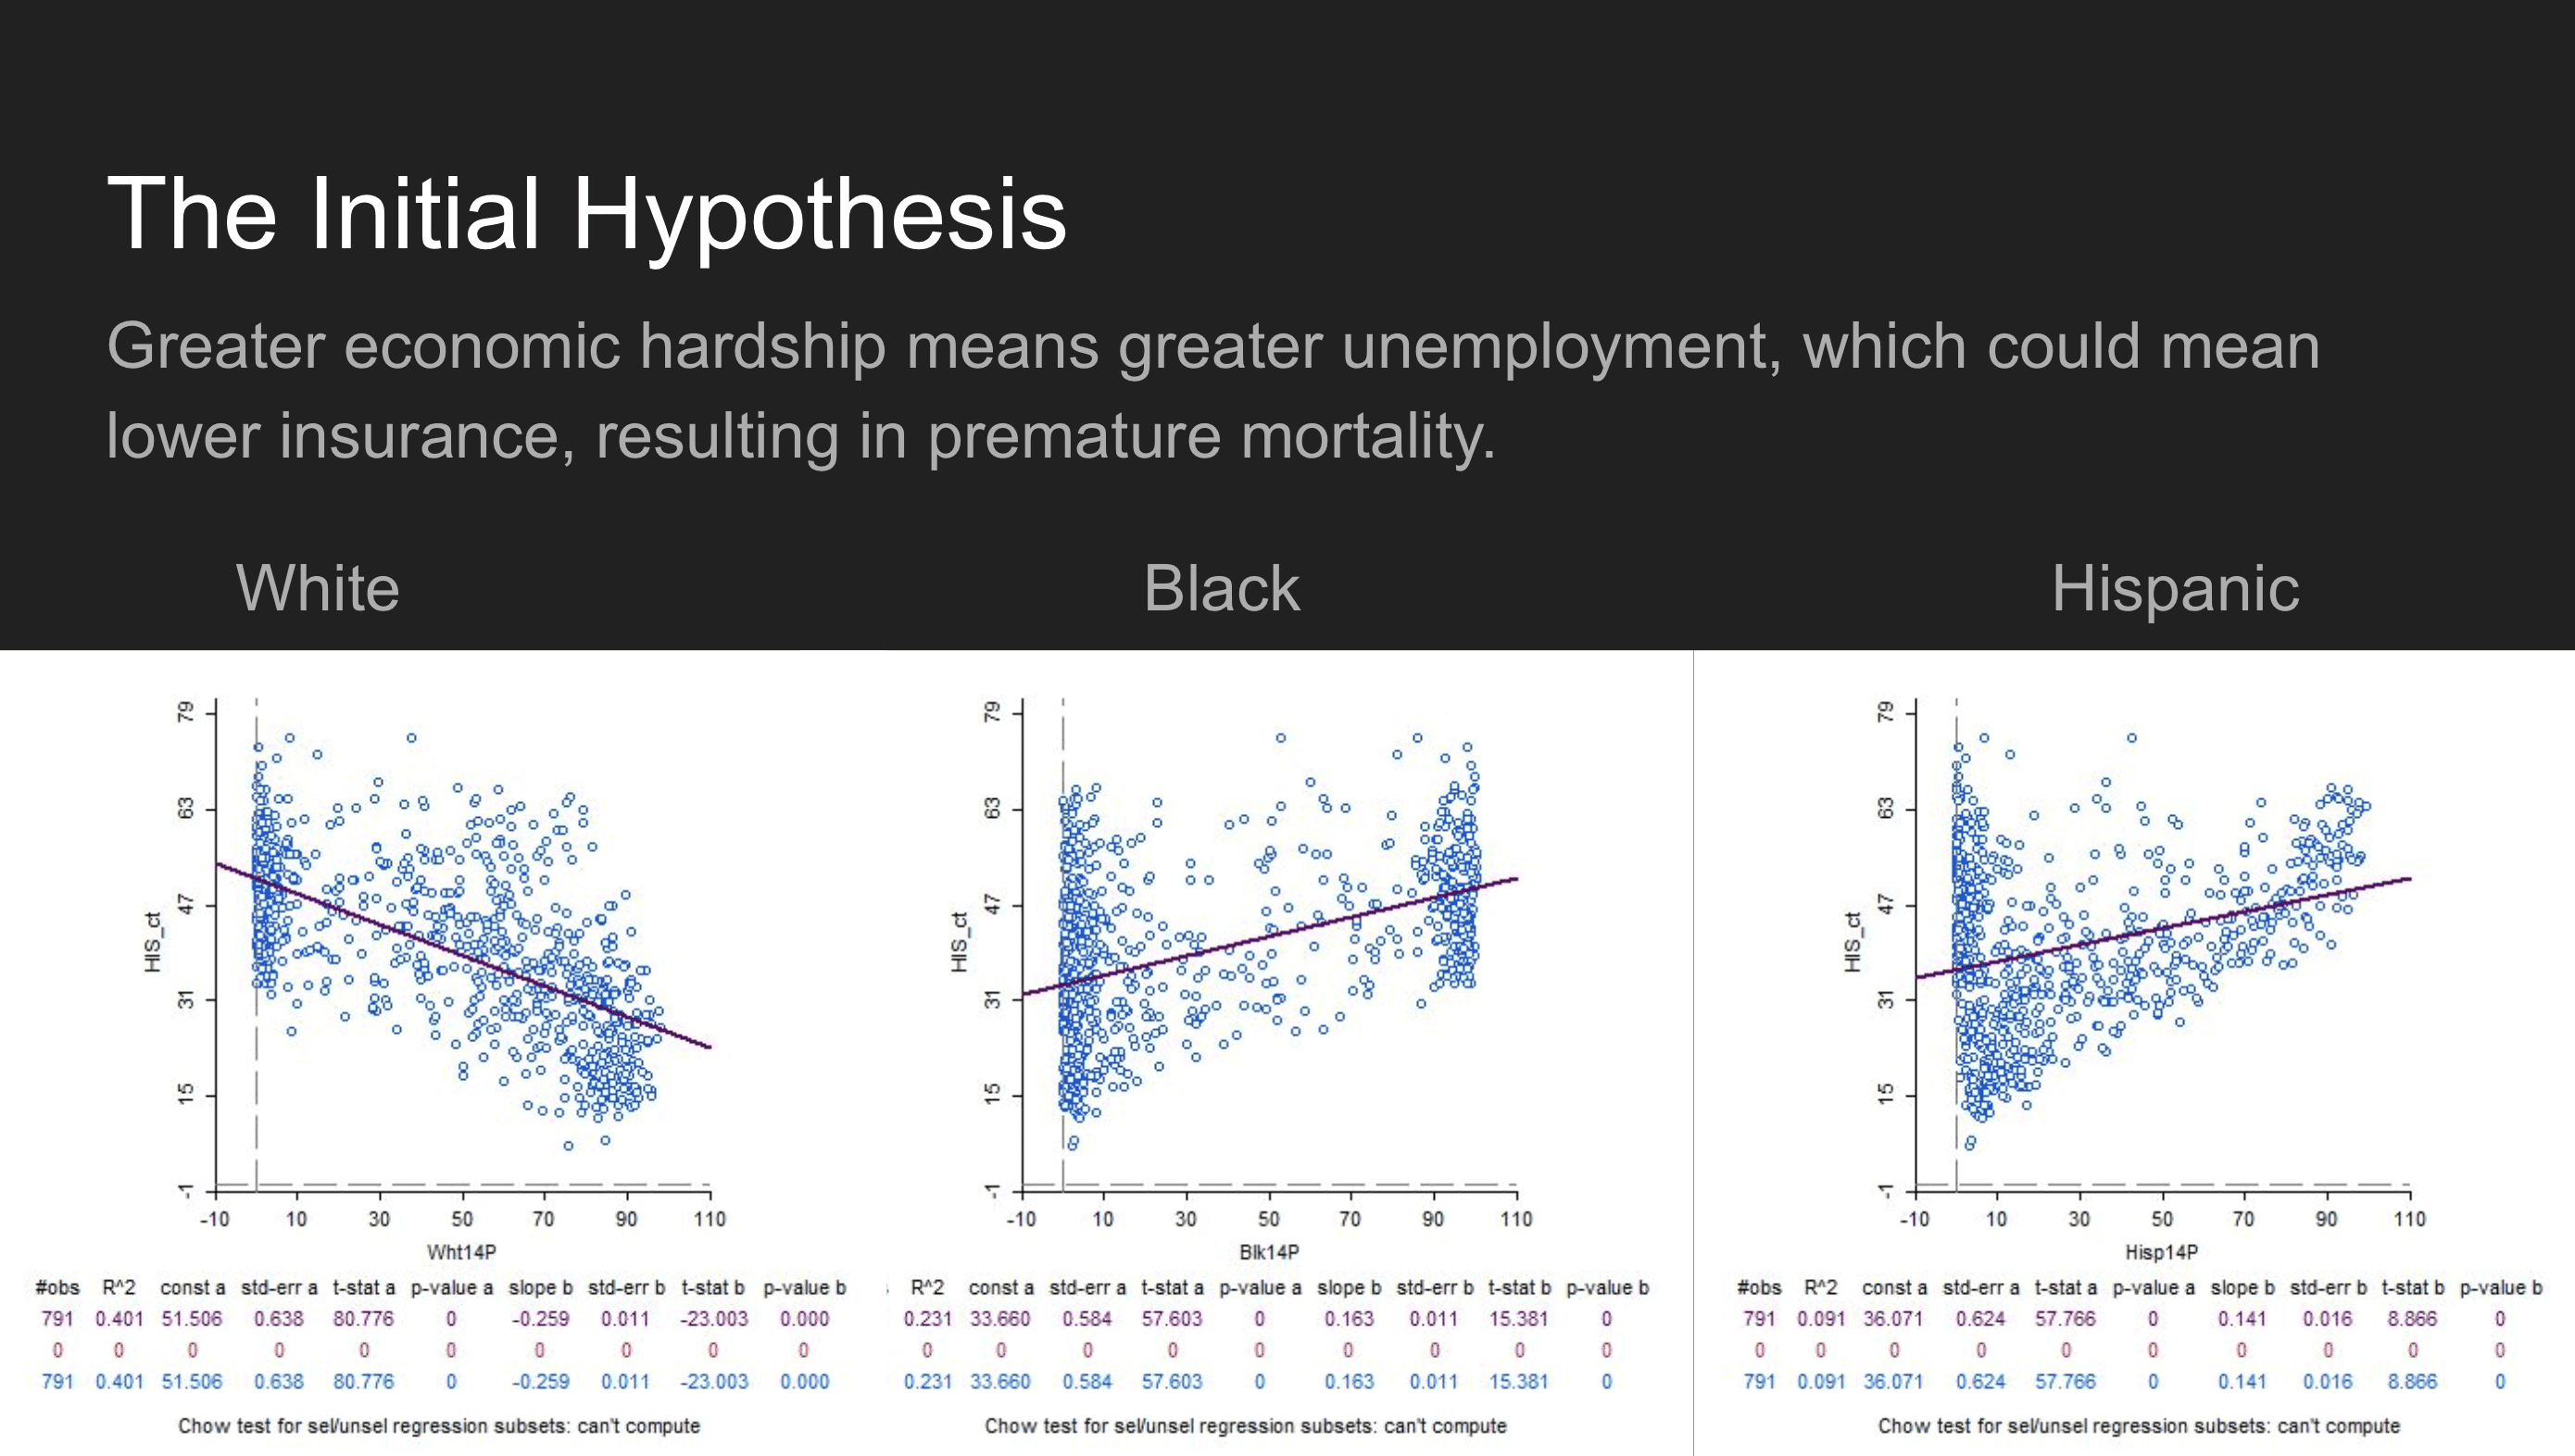 The Initial Hypothesis
Greater economic hardship means greater unemployment, which could mean
lower insurance, resulting in premature mortality.
White
Black
Hispanic
79
63
47
31
15
-1
HIS_ct
-10 10 30 50 70 90 110
Wht14P
#obs R^2 const a std-err a t-stat a p-value a slope b std-err b t-stat b p-value b
791 0.401 51.506 0.638 80.776 0 -0.259 0.011 -23.003 0.000
0 0 0 0 0 0 0 0 0 0
791 0.401 51.506 0.638 80.776 0 -0.259 0.011 -23.003 0.000
Chow test for sel/unsel regression subsets: can't compute
79
63
47
31
15
-1
HIS_ct
-10 10 30 50 70 90 110
Blk14P
R^2 const a std-err a t-stat a p-value a slope b std-err b t-stat b p-value b
0.231 33.660 0.584 57.603 0 0.163 0.011 15.381 0
0 0 0 0 0 0 0 0 0
0.231 33.660 0.584 57.603 0 0.163 0.011 15.381 0
Chow test for sel/unsel regression subsets: can't compute
79
63
47
31
15
-1
HIS_ct
-10 10 30 50 70 90 110
Hisp14P
#obs R^2 const a std-err a t-stat a p-value a slope b std-err b t-stat b p-value b
791 0.091 36.071 0.624 57.766 0 0.141 0.016 8.866 0
0 0 0 0 0 0 0 0 0 0
791 0.091 36.071 0.624 57.766 0 0.141 0.016 8.866 0
Chow test for sel/unsel regression subsets: can't compute